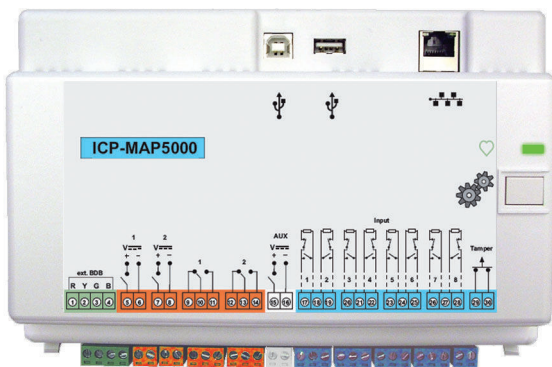 ICP-MAP5000
Input
1 2 AUX
V V V
+ - + - + -
ext. BDB 1 2 1 2 3 4 5 6 7 8 Tamper
R Y G B
1 2 3 4 5 6 7 8 9 10 11 12 13 14 15 16 17 18 19 20 21 22 23 24 25 26 27 28 29 30